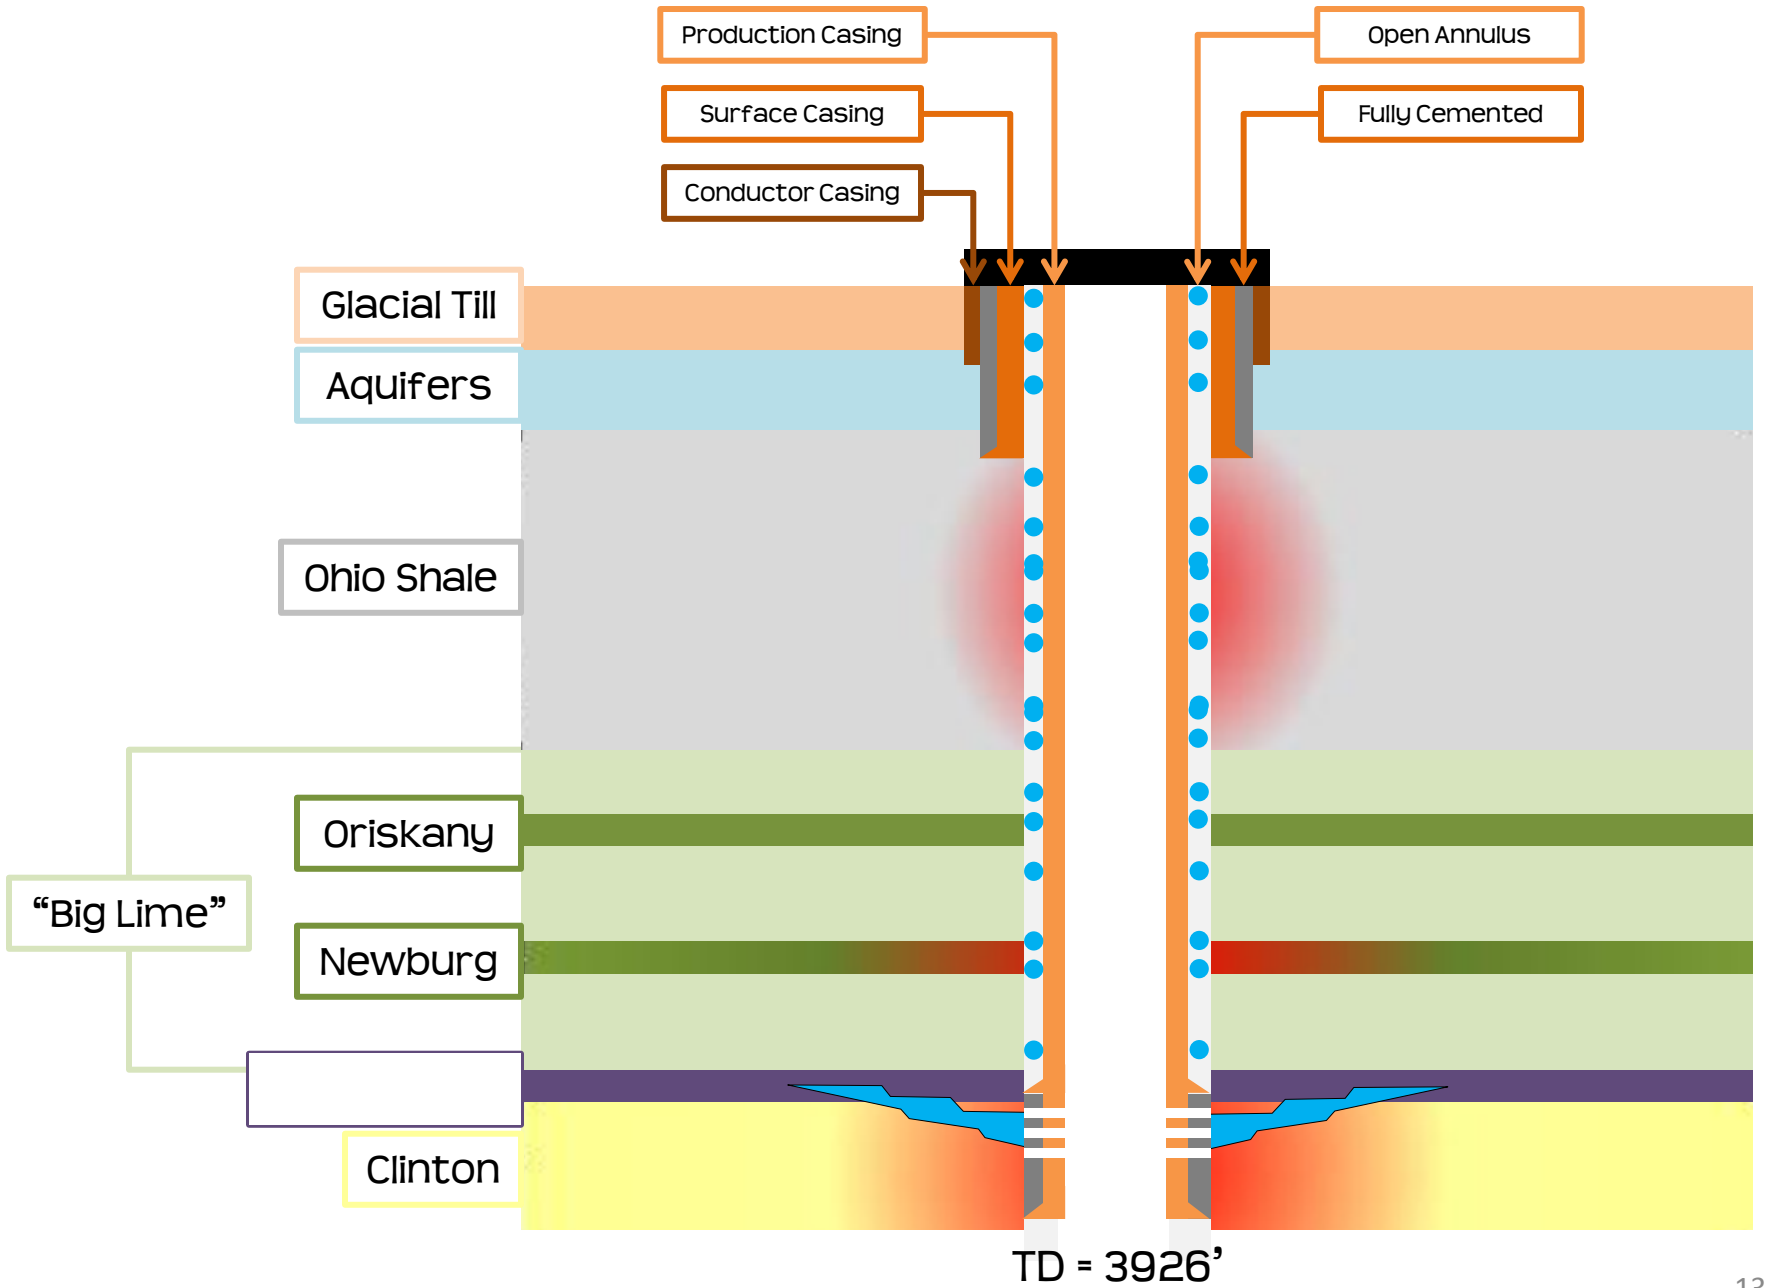 Production Casing
Open Annulus
Surface Casing
Fully Cemented
Conductor Casing
Glacial Till
Aquifers
Ohio Shale
Oriskany
“Big Lime”
Newburg
Clinton
TD = 3926’
13